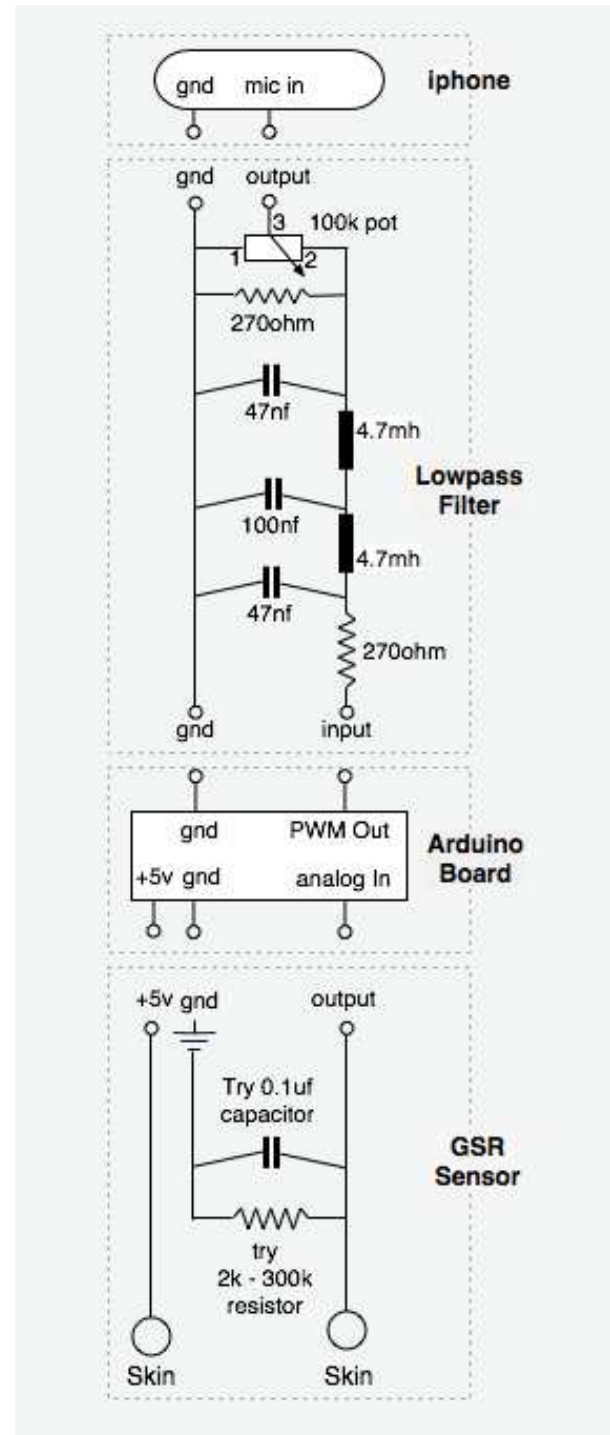 gnd mic in
iphone
gnd output
3
100k pot
1 2
270ohm
47nf
4.7mh
Lowpass
Filter
100nf
4.7mh
47nf
270ohm
gnd input
gnd PWM Out
+5v gnd analog In
Arduino
Board
+5v gnd output
Try 0.1uf
capacitor
GSR
Sensor
try
2k - 300k
resistor
Skin Skin